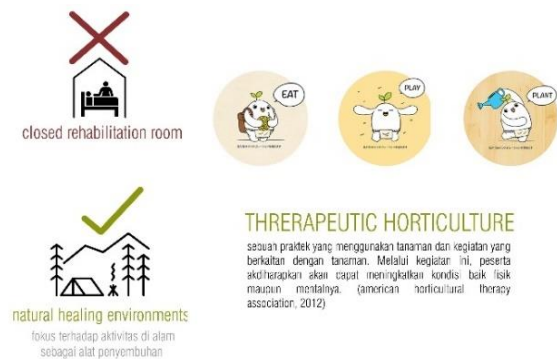 closed rehabilitation room
EAT
PLAY
PLANT
THRERAPEUTIC HORTICULTURE
sebuah praktek yang menggunakan tanaman dan kegiatan yang
berkaitan dengan tanaman. Melalui kegiatan ini, peserta
akdiharapkan akan dapat meningkatkan kondisi baik fisik
maupun mentalnya. (american horticultural therapy
association, 2012)
natural healing environments
fokus terhadap aktivitas di alam
sebagai alat penyembuhan